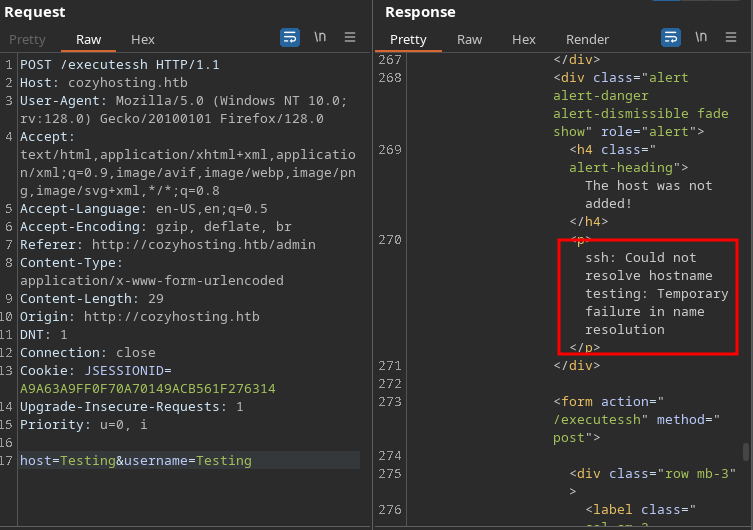 Request
Response
Pretty Raw Hex
\n
Pretty Raw Hex Render
\n
1 POST /executessh HTTP/1.1
2 Host: cozyhosting.htb
3 User-Agent: Mozilla/5.0 (Windows NT 10.0;
rv:128.0) Gecko/20100101 Firefox/128.0
4 Accept:
text/html,application/xhtml+xml,applicatio
n/xml;q=0.9,image/avif,image/webp,image/pn
g,image/svg+xml,*/*;q=0.8
5 Accept-Language: en-US,en;q=0.5
6 Accept-Encoding: gzip, deflate, br
7 Referer: http://cozyhosting.htb/admin
8 Content-Type:
application/x-www-form-urlencoded
9 Content-Length: 29
10 Origin: http://cozyhosting.htb
11 DNT: 1
12 Connection: close
13 Cookie: JSESSIONID=
A9A63A9FF0F70A70149ACB561F276314
14 Upgrade-Insecure-Requests: 1
15 Priority: u=0, i
16
17 host=Testing&username=Testing
267 </div>
268 <div class="alert
alert-danger
alert-dismissible fade
show" role="alert">
269 <h4 class="
alert-heading">
The host was not
added!
</h4>
270 <p>
ssh: Could not
resolve hostname
testing: Temporary
failure in name
resolution
</p>
271 </div>
272
273 <form action="
/executessh" method="
post">
274
275 <div class="row mb-3"
>
276 <label class="